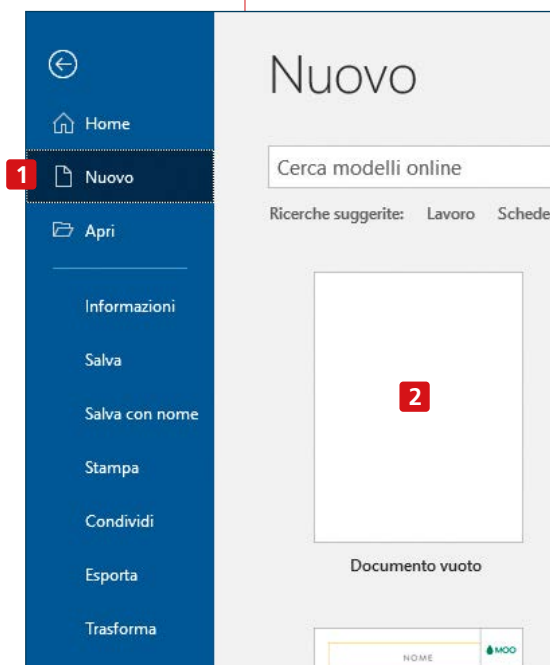 Nuovo
Home
1
Nuovo
Apri
Informazioni
Salva
Salva con nome
Stampa
Condividi
Esporta
Trasforma
Cerca modelli online
Ricerche suggerite: Lavoro Schede
2
Documento vuoto
NOME
MOO